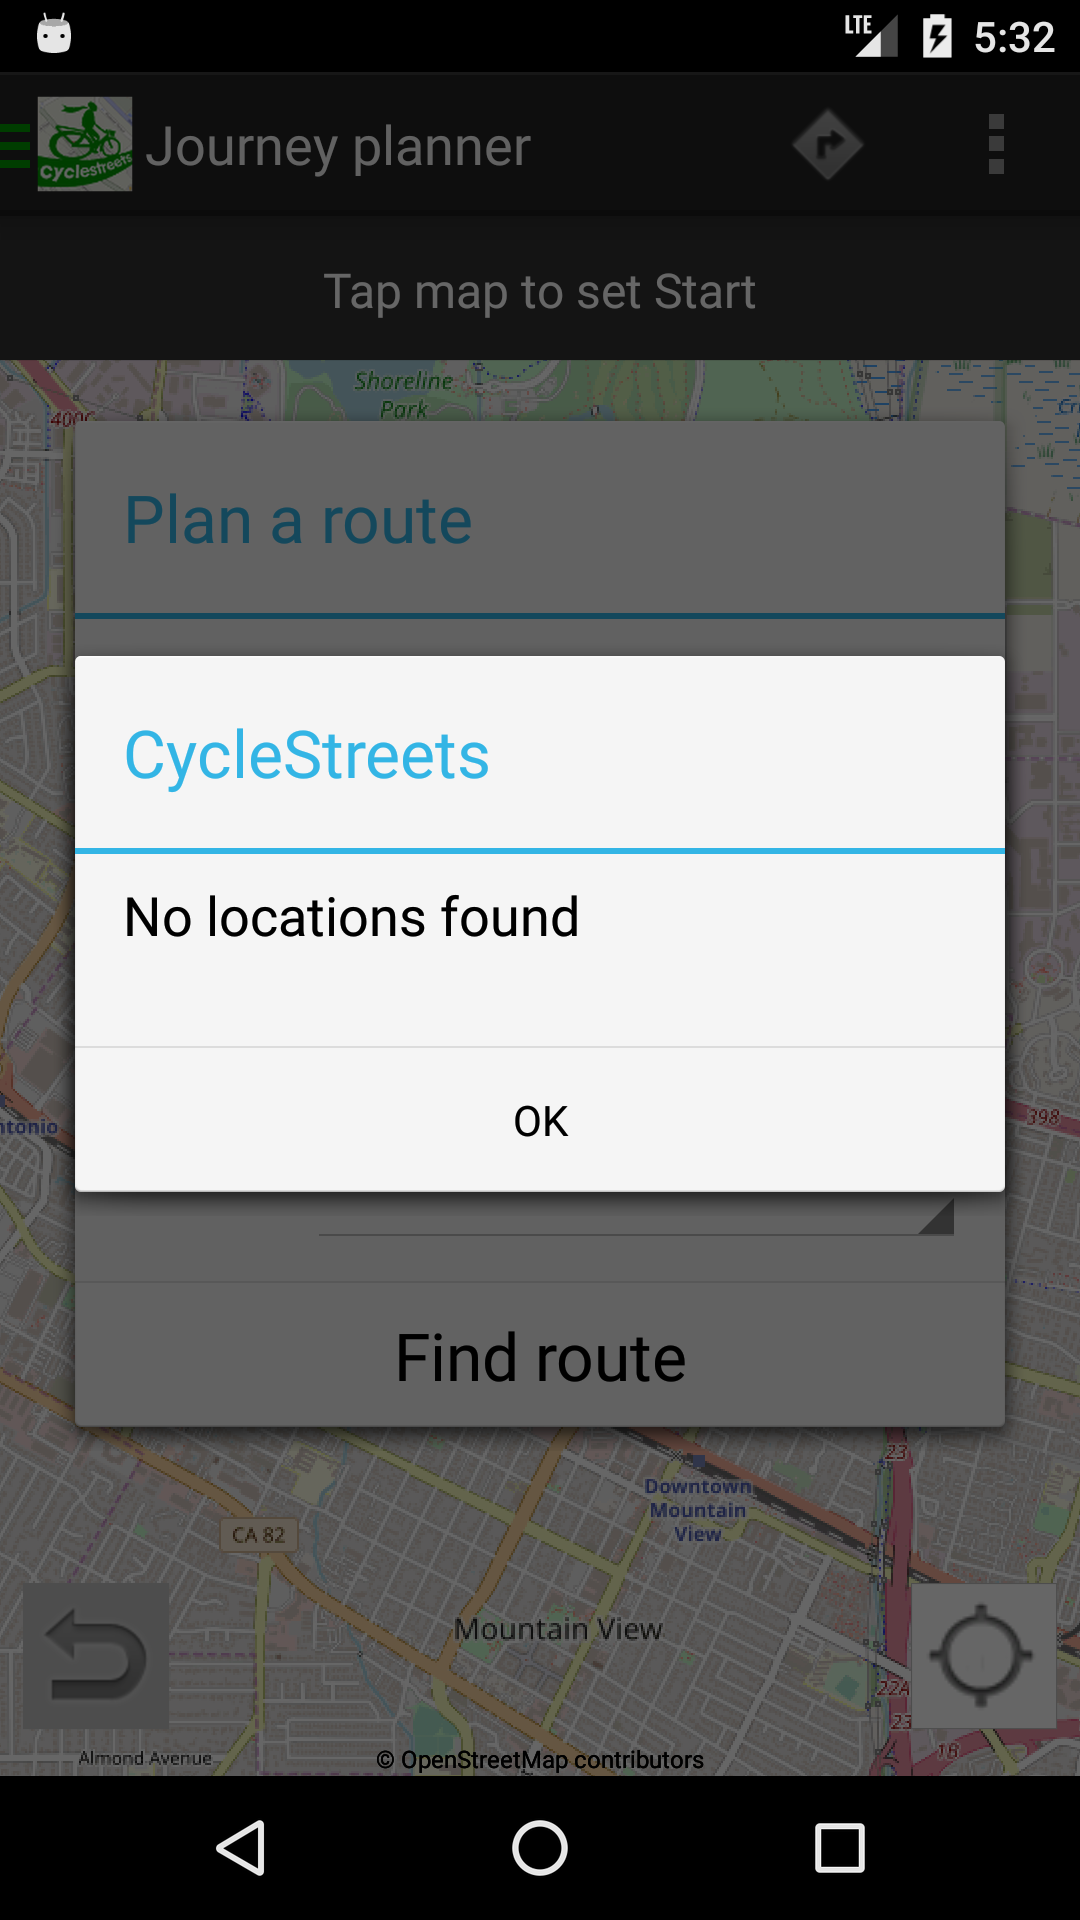 LTE
5:32
Cyclestreets
Journey planner
Tap map to set Start
Shoreline
Park
400C
Plan a route
CycleStreets
No locations found
ntonio
398
OK
Find route
23
Downtown
Mountain
View
CA 82
Mountain View
22A
23
18
Almond Avenue
© OpenStreetMap contributors